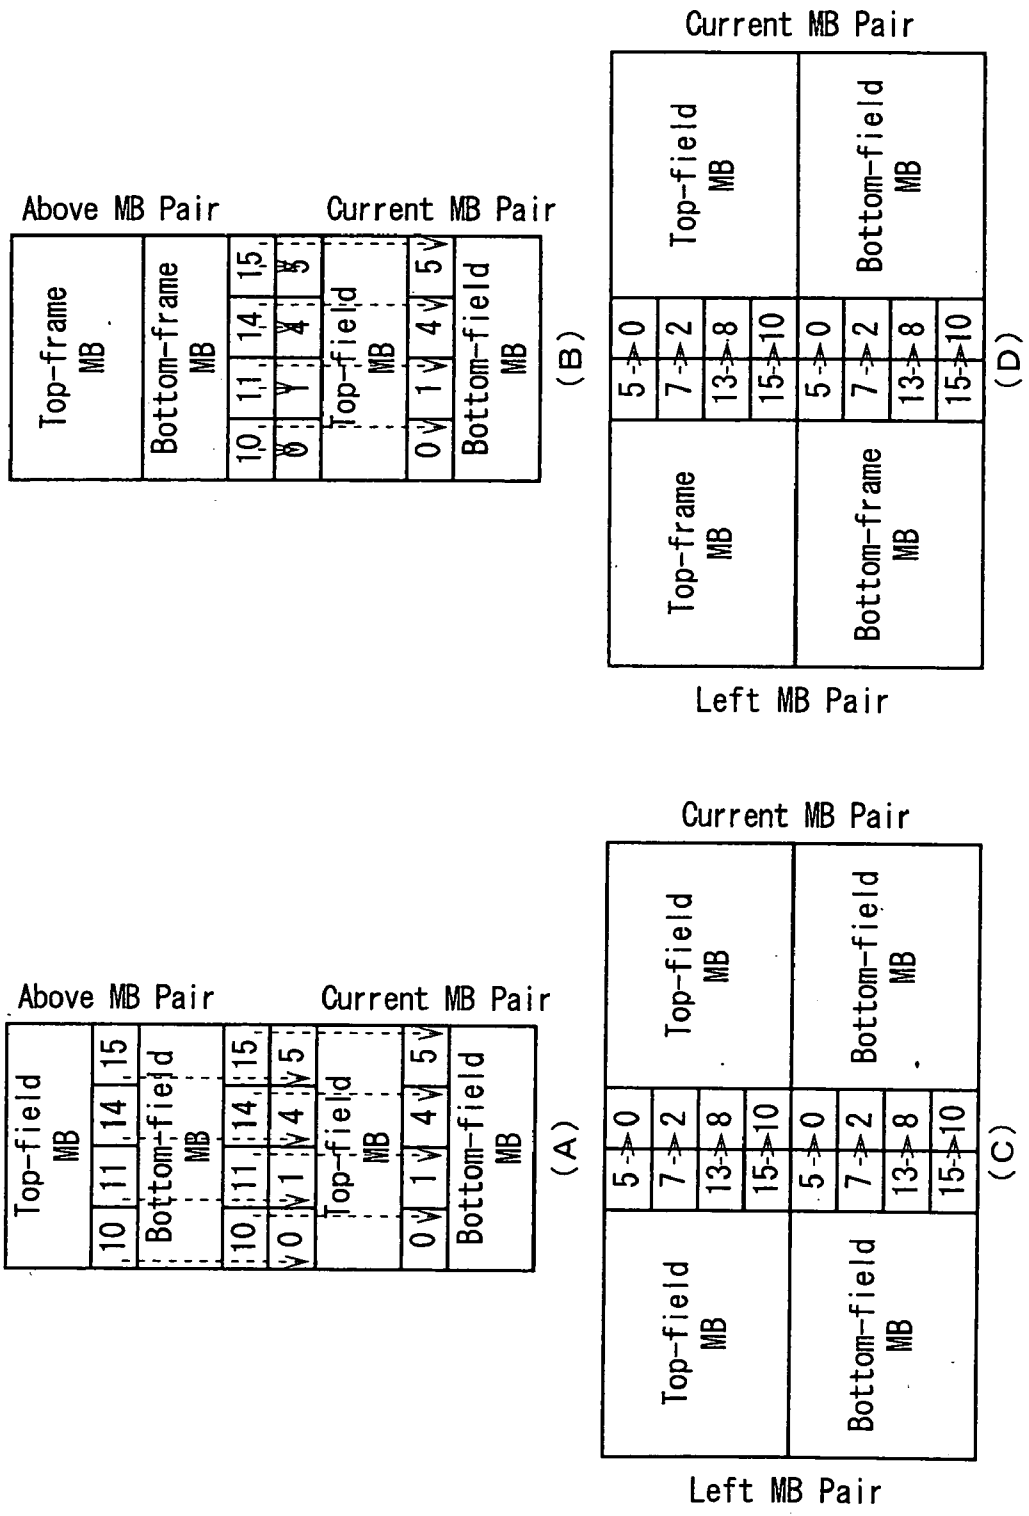 Above MB Pair
Top-field
MB
10 11 14 15
Bottom-field
MB
10 11 14 15
0 1 4 5
Top-field
MB
0 1 4 5
Bottom-field
MB
Current MB Pair
(A)
Above MB Pair
Top-frame
MB
Bottom-frame
MB
10 11 14 15
0 1 4 5
Top-field
MB
0 1 4 5
Bottom-field
MB
Current MB Pair
(B)
Left MB Pair
Current MB Pair
Top-field
MB
5 0
7 2
13 8
15 10
Top-field
MB
Bottom-field
MB
5 0
7 2
13 8
15 10
Bottom-field
MB
(C)
Left MB Pair
Current MB Pair
Top-frame
MB
5 0
7 2
13 8
15 10
Top-field
MB
Bottom-frame
MB
5 0
7 2
13 8
15 10
Bottom-field
MB
(D)